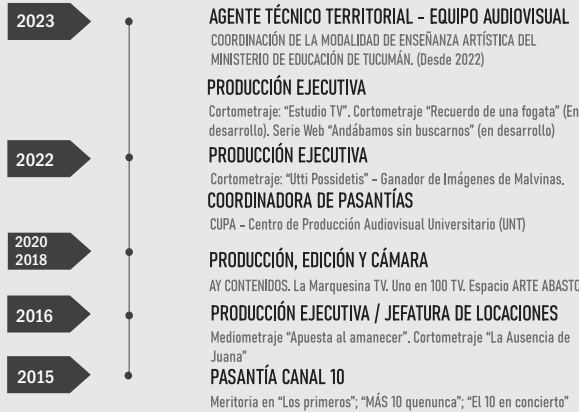 2023
AGENTE TÉCNICO TERRITORIAL - EQUIPO AUDIOVISUAL
COORDINACIÓN DE LA MODALIDAD DE ENSEÑANZA ARTÍSTICA DEL
MINISTERIO DE EDUCACIÓN DE TUCUMÁN. (Desde 2022)
PRODUCCIÓN EJECUTIVA
Cortometraje: "Estudio TV". Cortometraje "Recuerdo de una fogata" (En
desarrollo). Serie Web "Andábamos sin buscarnos" (en desarrollo)
2022
PRODUCCIÓN EJECUTIVA
Cortometraje: "Utti Possidetis" - Ganador de Imágenes de Malvinas.
COORDINADORA DE PASANTÍAS
CUPA - Centro de Producción Audiovisual Universitario (UNT)
2020
2018
PRODUCCIÓN, EDICIÓN Y CÁMARA
AY CONTENIDOS. La Marquesina TV. Uno en 100 TV. Espacio ARTE ABASTO
2016
PRODUCCIÓN EJECUTIVA / JEFATURA DE LOCACIONES
Mediometraje "Apuesta al amanecer". Cortometraje "La Ausencia de
Juana"
2015
PASANTÍA CANAL 10
Meritoria en "Los primeros"; "MÁS 10 quenunca"; "El 10 en concierto"